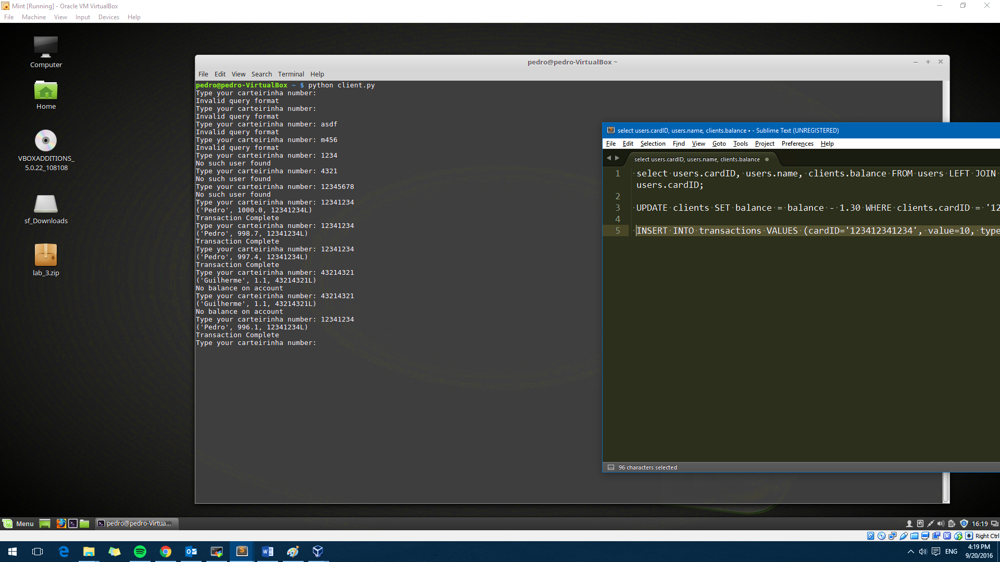 Mint [Running] - Oracle VM VirtualBox
File Machine View Input Devices Help
Computer
Home
VBOXADDITIONS_
5.0.22_108108
sf_Downloads
lab_3.zip
pedro@pedro-VirtualBox ~
File Edit View Search Terminal Help
pedro@pedro-VirtualBox ~ $ python client.py
Type your carteirinha number:
Invalid query format
Type your carteirinha number:
Invalid query format
Type your carteirinha number: asdf
Invalid query format
Type your carteirinha number: m456
Invalid query format
Type your carteirinha number: 1234
No such user found
Type your carteirinha number: 4321
No such user found
Type your carteirinha number: 12345678
No such user found
Type your carteirinha number: 12341234
('Pedro', 1000.0, 12341234L)
Transaction Complete
Type your carteirinha number: 12341234
('Pedro', 998.7, 12341234L)
Transaction Complete
Type your carteirinha number: 12341234
('Pedro', 997.4, 12341234L)
Transaction Complete
Type your carteirinha number: 43214321
('Guilherme', 1.1, 43214321L)
No balance on account
Type your carteirinha number: 43214321
('Guilherme', 1.1, 43214321L)
No balance on account
Type your carteirinha number: 12341234
('Pedro', 996.1, 12341234L)
Transaction Complete
Type your carteirinha number:
select users.cardID, users.name, clients.balance • - Sublime Text (UNREGISTERED)
File Edit Selection Find View Goto Tools Project Preferences Help
select users.cardID, users.name, clients.balance
1 select users.cardID, users.name, clients.balance FROM users LEFT JOIN
users.cardID;
2
3 UPDATE clients SET balance = balance - 1.30 WHERE clients.cardID = '12
4
5 INSERT INTO transactions VALUES (cardID='123412341234', value=10, type
96 characters selected
Menu
pedro@pedro-Virtua...
16:19
Right Ctrl
ENG
4:19 PM
9/20/2016